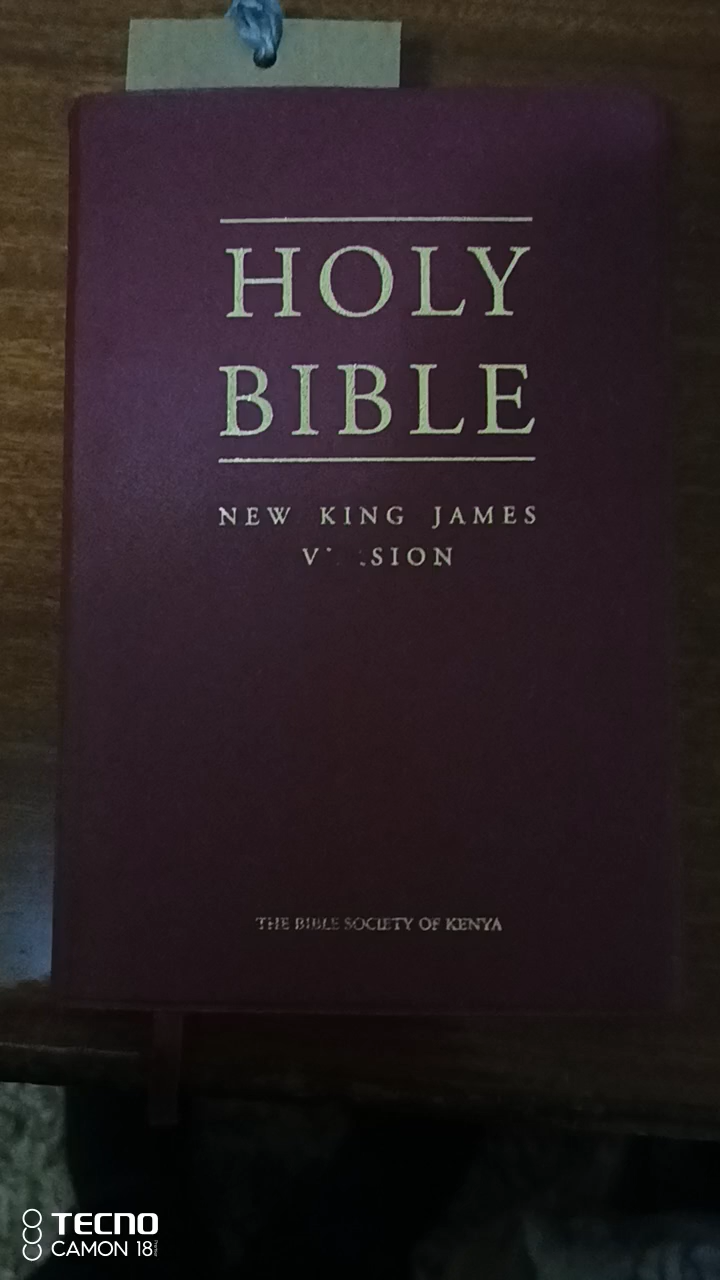 HOLY
BIBLE
NEW KING JAMES
THE BIBLE SOCIETY OF KENYA
TECNO
CAMON 18